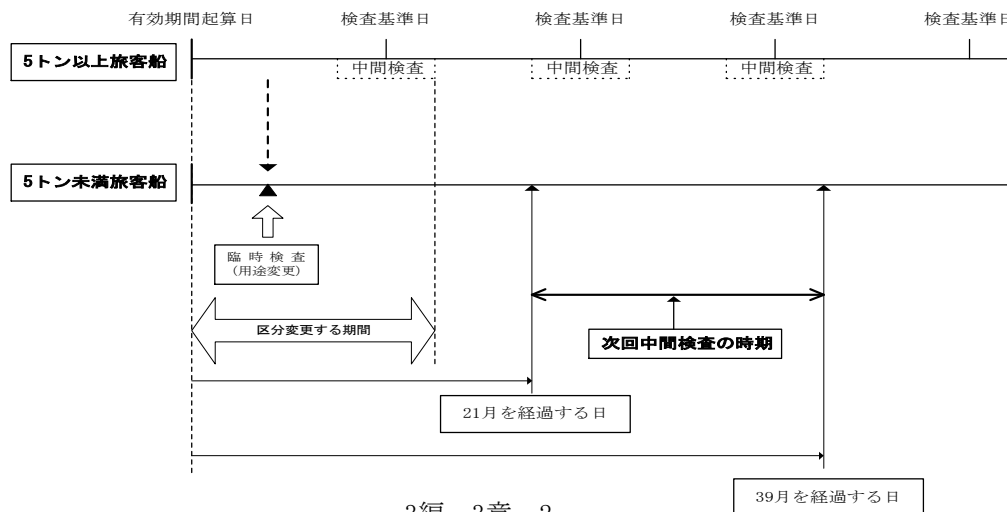 有効期間起算日 検査基準日 検査基準日 検査基準日 検査基準日
5トン以上旅客船
中間検査 中間検査 中間検査
5トン未満旅客船
臨時検査
(用途変更)
区分変更する期間
次回中間検査の時期
21月を経過する日
39月を経過する日